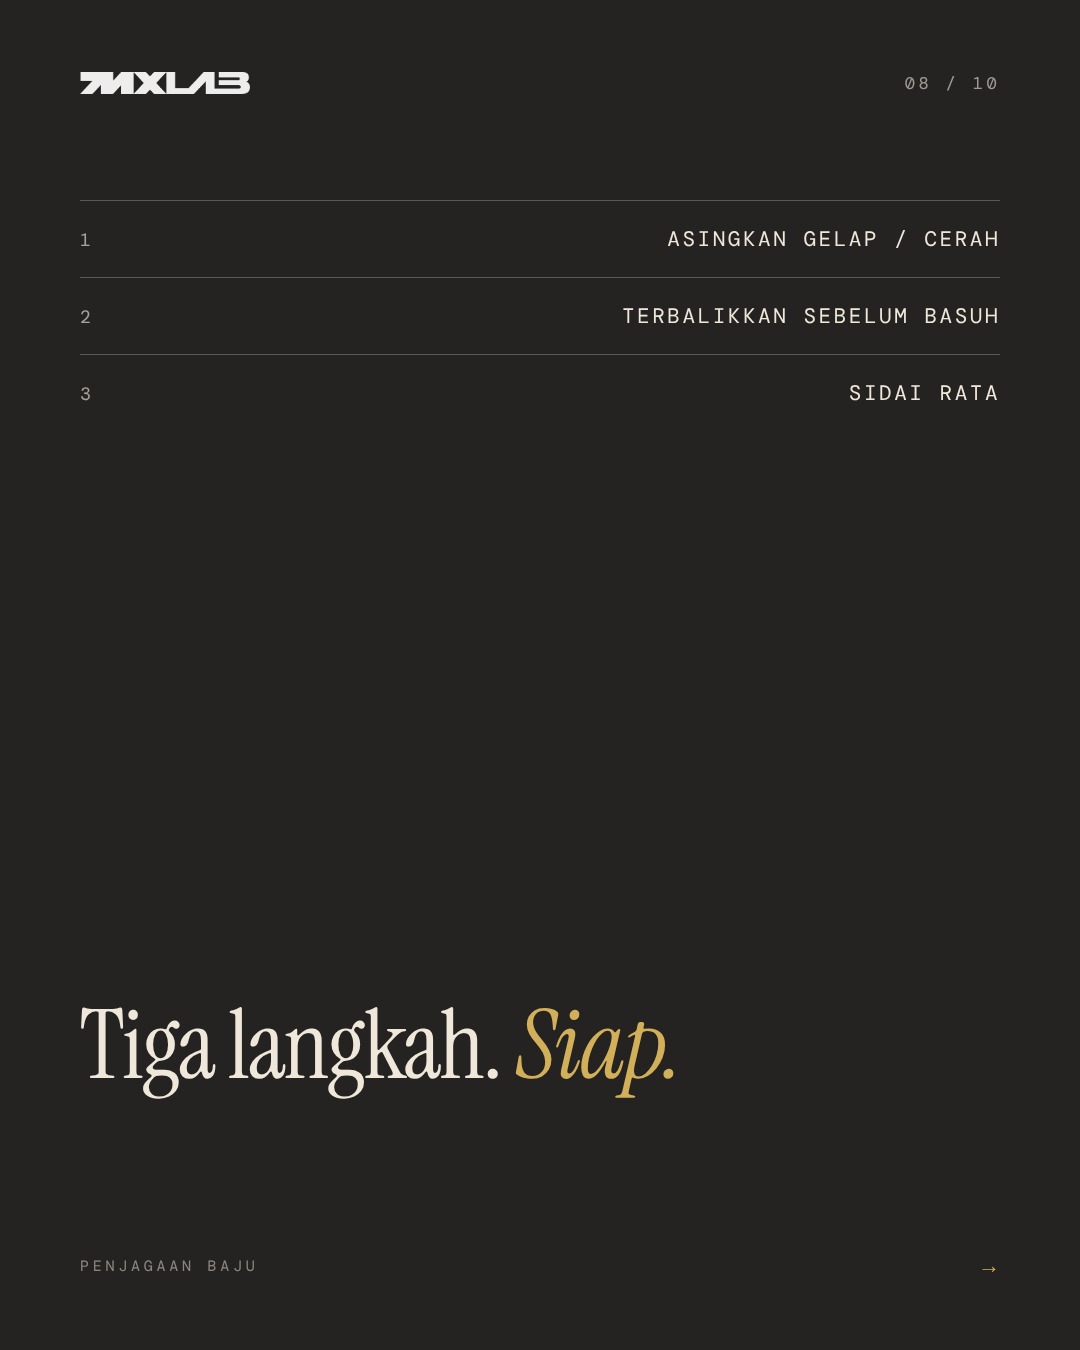 MXLAB
08 / 10
1 ASINGKAN GELAP / CERAH
2 TERBALIKKAN SEBELUM BASUH
3 SIDAI RATA
Tiga langkah. Siap.
PENJAGAAN BAJU →